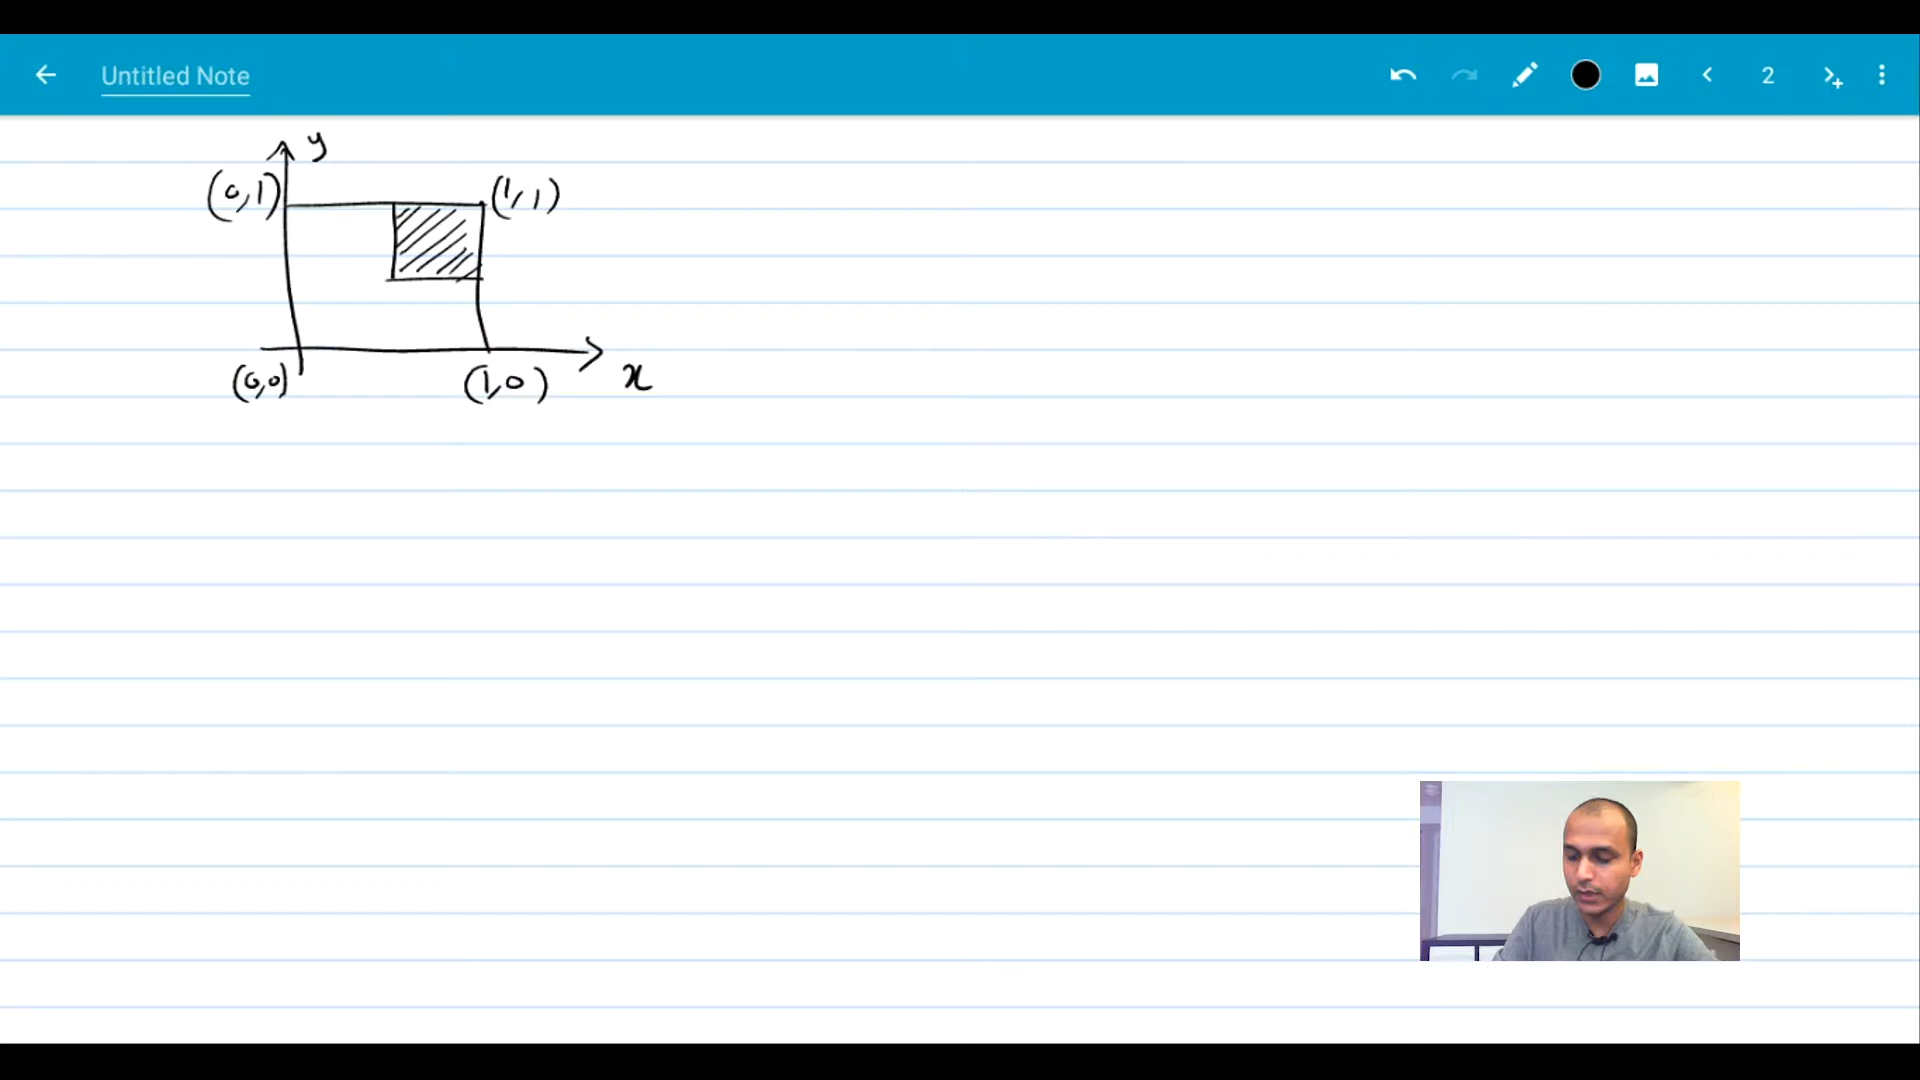 Untitled Note
2
y
(0,1)
(1,1)
(0,0)
(1,0)
x